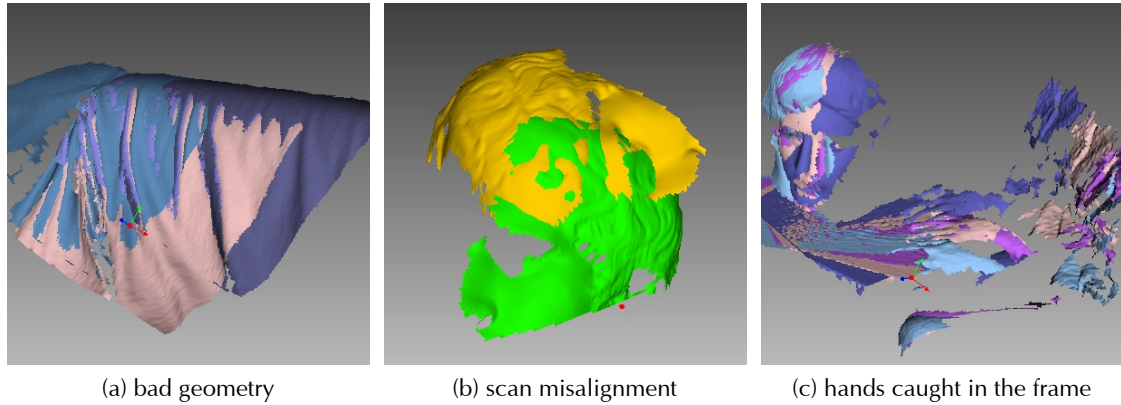 (a) bad geometry
(b) scan misalignment
(c) hands caught in the frame